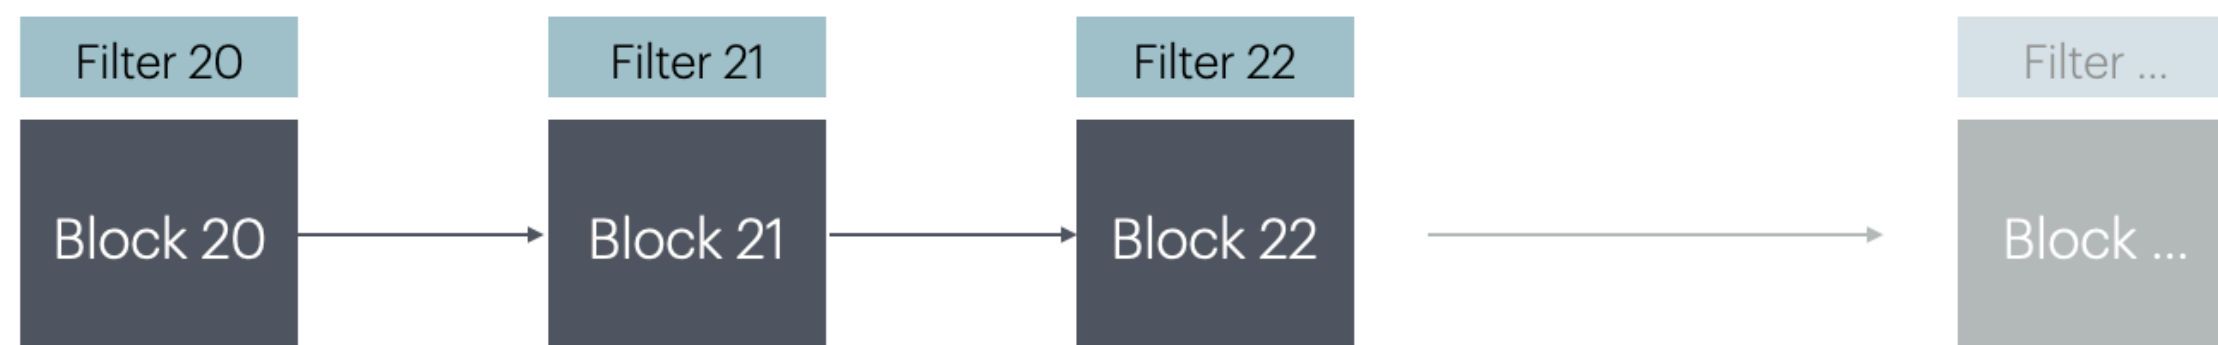 Filter 20
Filter 21
Filter 22
Filter ...
Block 20
Block 21
Block 22
Block ...